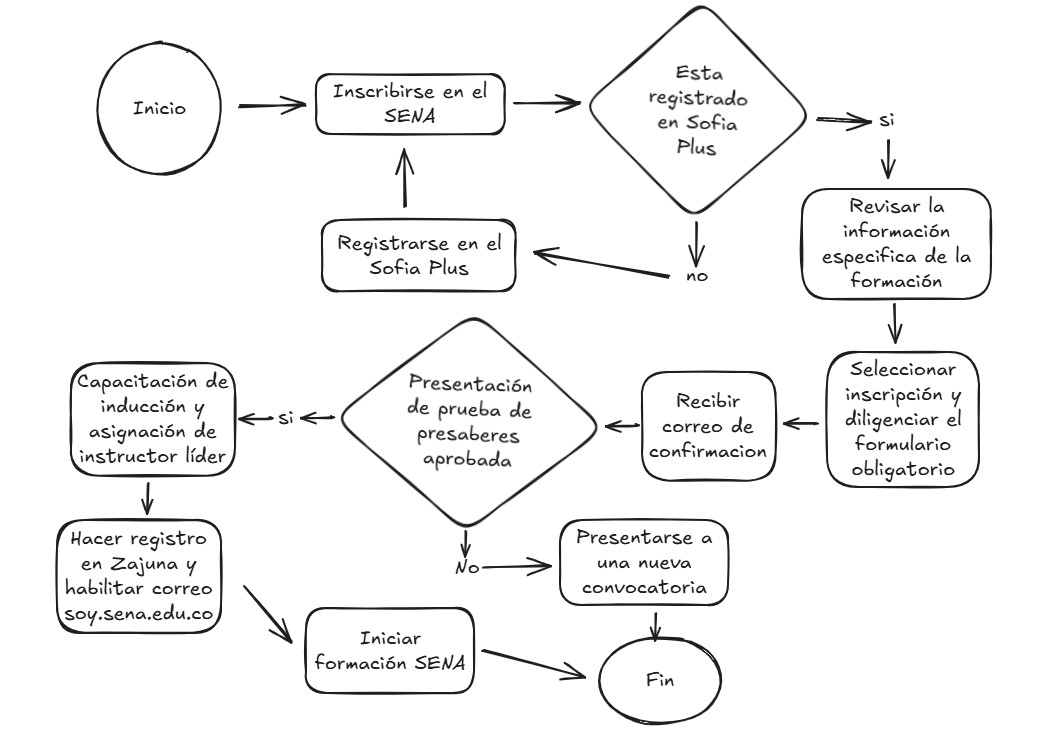 Inicio
Inscribirse en el
SENA
Esta
registrado
en Sofia
Plus
si
Registrarse en el
Sofia Plus
no
Revisar la
información
especifica de la
formación
Seleccionar
inscripción y
diligenciar el
formulario
obligatorio
Recibir
correo de
confirmacion
Presentación
de prueba de
presaberes
aprobada
si
Capacitación de
inducción y
asignación de
instructor líder
Hacer registro
en Zajuna y
habilitar correo
soy.sena.edu.co
No
Presentarse a
una nueva
convocatoria
Iniciar
formación SENA
Fin